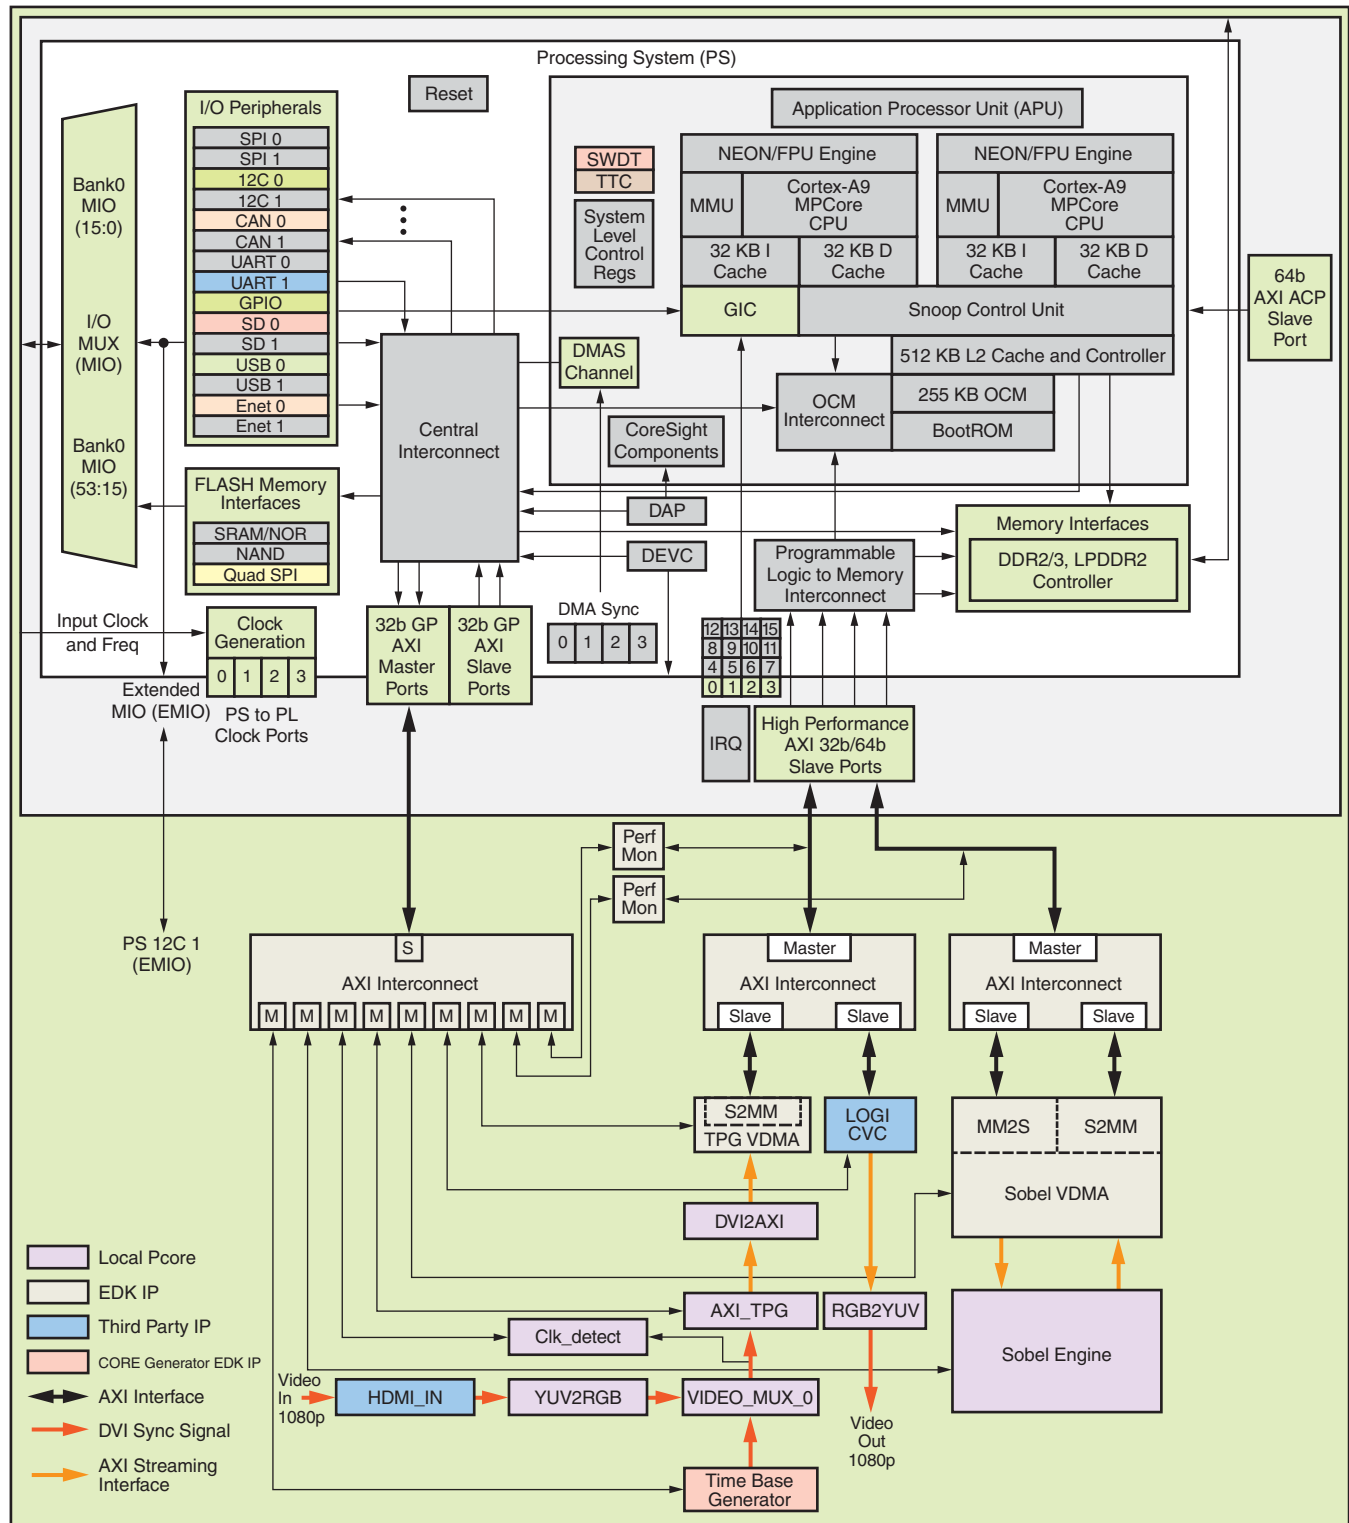 Processing System (PS)
I/O Peripherals
SPI 0
SPI 1
12C 0
12C 1
CAN 0
CAN 1
UART 0
UART 1
GPIO
SD 0
SD 1
USB 0
USB 1
Enet 0
Enet 1
Bank0
MIO
(15:0)
I/O
MUX
(MIO)
Bank0
MIO
(53:15)
FLASH Memory
Interfaces
SRAM/NOR
NAND
Quad SPI
Input Clock
and Freq
Clock
Generation
0 1 2 3
Extended
MIO (EMIO)
PS to PL
Clock Ports
PS 12C 1
(EMIO)
Reset
Central
Interconnect
32b GP
AXI
Master
Ports
32b GP
AXI
Slave
Ports
Application Processor Unit (APU)
SWDT
TTC
System
Level
Control
Regs
NEON/FPU Engine
MMU
Cortex-A9
MPCore
CPU
32 KB I
Cache
32 KB D
Cache
NEON/FPU Engine
MMU
Cortex-A9
MPCore
CPU
32 KB I
Cache
32 KB D
Cache
GIC
Snoop Control Unit
512 KB L2 Cache and Controller
OCM
Interconnect
255 KB OCM
BootROM
DMAS
Channel
CoreSight
Components
DAP
DEVC
DMA Sync
0 1 2 3
64b
AXI ACP
Slave
Port
Memory Interfaces
DDR2/3, LPDDR2
Controller
Programmable
Logic to Memory
Interconnect
12 13 14 15
8 9 10 11
4 5 6 7
0 1 2 3
IRQ
High Performance
AXI 32b/64b
Slave Ports
Perf
Mon
Perf
Mon
S
AXI Interconnect
M M M M M M M M M
Master
AXI Interconnect
Slave Slave
Master
AXI Interconnect
Slave Slave
S2MM
TPG VDMA
LOGI
CVC
MM2S
S2MM
Sobel VDMA
DVI2AXI
AXI_TPG
RGB2YUV
Clk_detect
Sobel Engine
Video
In
1080p
HDMI_IN
YUV2RGB
VIDEO_MUX_0
Video
Out
1080p
Time Base
Generator
Local Pcore
EDK IP
Third Party IP
CORE Generator EDK IP
AXI Interface
DVI Sync Signal
AXI Streaming
Interface